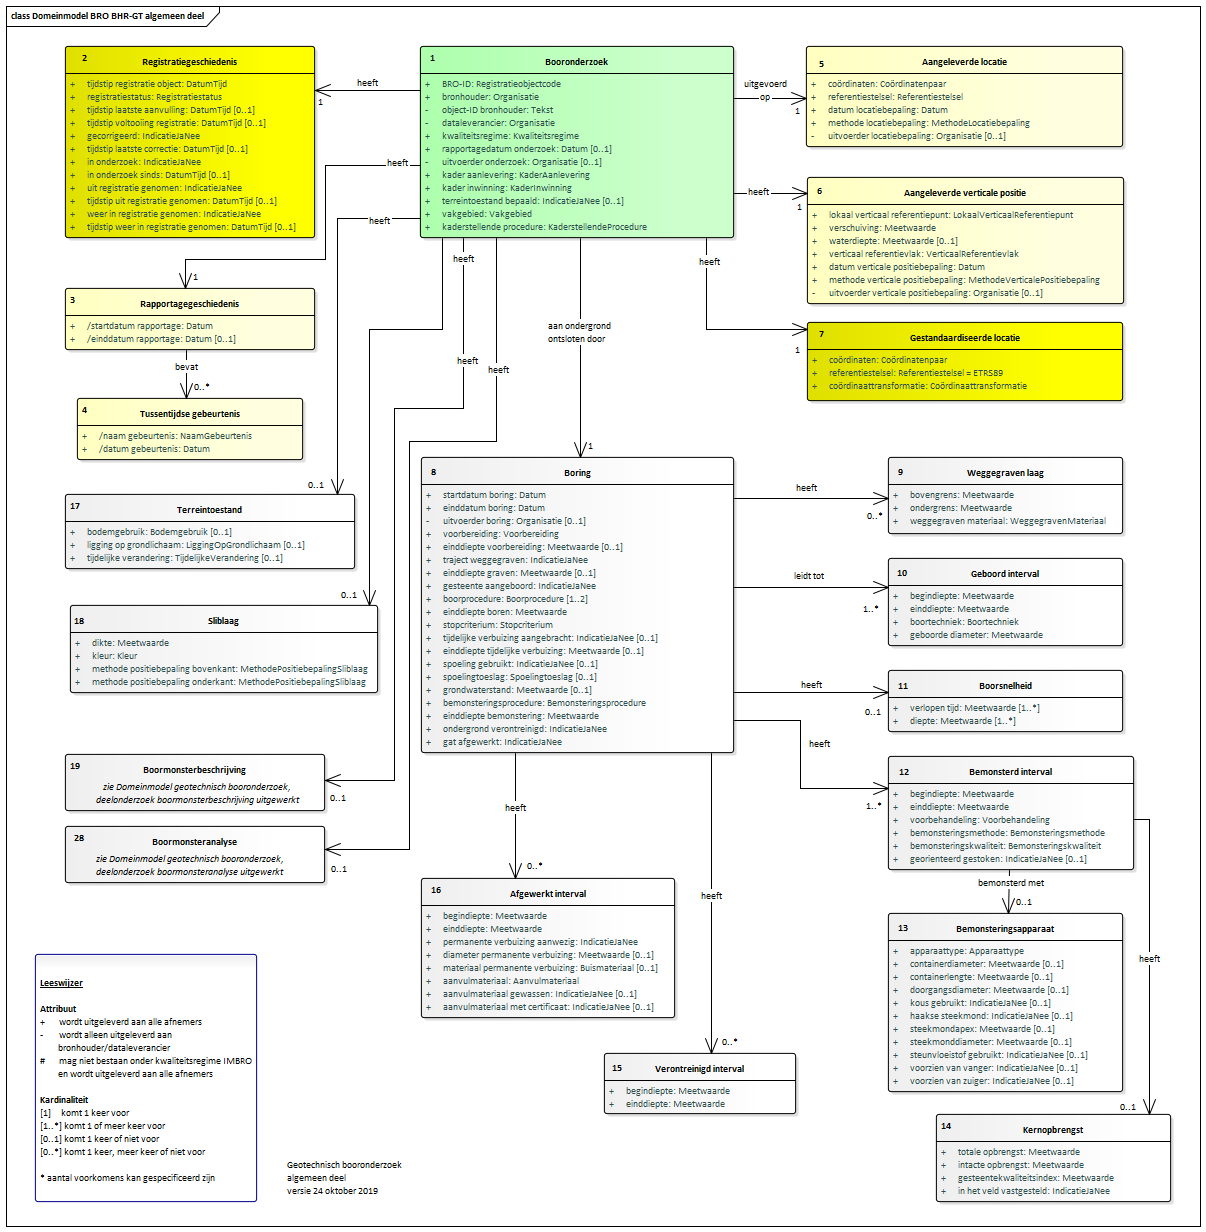 class Domeinmodel BRO BHR-GT algemeen deel
2
Registratiegeschiedenis
+ tijdstip registratie object: DatumTijd
+ registratiestatus: Registratiestatus
+ tijdstip laatste aanvulling: DatumTijd [0..1]
+ tijdstip voltooiing registratie: DatumTijd [0..1]
+ gecorrigeerd: IndicatieJaNee
+ tijdstip laatste correctie: DatumTijd [0..1]
+ in onderzoek: IndicatieJaNee
+ in onderzoek sinds: DatumTijd [0..1]
+ uit registratie genomen: IndicatieJaNee
+ tijdstip uit registratie genomen: DatumTijd [0..1]
+ weer in registratie genomen: IndicatieJaNee
+ tijdstip weer in registratie genomen: DatumTijd [0..1]
heeft
1
1
Booronderzoek
+ BRO-ID: Registratieobjectcode
+ bronhouder: Organisatie
- object-ID bronhouder: Tekst
- dataleverancier: Organisatie
+ kwaliteitsregime: Kwaliteitsregime
+ rapportagedatum onderzoek: Datum [0..1]
- uitvoerder onderzoek: Organisatie [0..1]
+ kader aanlevering: KaderAanlevering
+ kader inwinning: KaderInwinning
+ terreintoestand bepaald: IndicatieJaNee [0..1]
+ vakgebied: Vakgebied
+ kaderstellende procedure: KaderstellendeProcedure
uitgevoerd
op
1
5
Aangeleverde locatie
+ coördinaten: Coördinatenpaar
+ referentiestelsel: Referentiestelsel
+ datum locatiebepaling: Datum
+ methode locatiebepaling: MethodeLocatiebepaling
- uitvoerder locatiebepaling: Organisatie [0..1]
heeft
1
6
Aangeleverde verticale positie
+ lokaal verticaal referentiepunt: LokaalVerticaalReferentiepunt
+ verschuiving: Meetwaarde
+ waterdiepte: Meetwaarde [0..1]
+ verticaal referentievlak: VerticaalReferentievlak
+ datum verticale positiebepaling: Datum
+ methode verticale positiebepaling: MethodeVerticalePositiebepaling
- uitvoerder verticale positiebepaling: Organisatie [0..1]
heeft
1
7
Gestandaardiseerde locatie
+ coördinaten: Coördinatenpaar
+ referentiestelsel: Referentiestelsel = ETRS89
+ coördinaattransformatie: Coördinaattransformatie
heeft
1
3
Rapportagegeschiedenis
+ /startdatum rapportage: Datum
+ /einddatum rapportage: Datum [0..1]
bevat
0..*
4
Tussentijdse gebeurtenis
+ /naam gebeurtenis: NaamGebeurtenis
+ /datum gebeurtenis: Datum
heeft
0..1
17
Terreintoestand
+ bodemgebruik: Bodemgebruik [0..1]
+ ligging op grondlichaam: LiggingOpGrondlichaam [0..1]
+ tijdelijke verandering: TijdelijkeVerandering [0..1]
heeft
0..1
18
Sliblaag
+ dikte: Meetwaarde
+ kleur: Kleur
+ methode positiebepaling bovenkant: MethodePositiebepalingSliblaag
+ methode positiebepaling onderkant: MethodePositiebepalingSliblaag
heeft
0..1
19
Boormonsterbeschrijving
zie Domeinmodel geotechnisch booronderzoek,
deelonderzoek boormonsterbeschrijving uitgewerkt
heeft
0..1
28
Boormonsteranalyse
zie Domeinmodel geotechnisch booronderzoek,
deelonderzoek boormonsteranalyse uitgewerkt
aan ondergrond
ontsloten door
1
8
Boring
+ startdatum boring: Datum
+ einddatum boring: Datum
- uitvoerder boring: Organisatie [0..1]
+ voorbereiding: Voorbereiding
+ einddiepte voorbereiding: Meetwaarde [0..1]
+ traject weggegraven: IndicatieJaNee
+ einddiepte graven: Meetwaarde [0..1]
+ gesteente aangeboord: IndicatieJaNee
+ boorprocedure: Boorprocedure [1..2]
+ einddiepte boren: Meetwaarde
+ stopcriterium: Stopcriterium
+ tijdelijke verbuizing aangebracht: IndicatieJaNee [0..1]
+ einddiepte tijdelijke verbuizing: Meetwaarde [0..1]
+ spoeling gebruikt: IndicatieJaNee [0..1]
+ spoelingtoeslag: Spoelingtoeslag [0..1]
+ grondwaterstand: Meetwaarde [0..1]
+ bemonsteringsprocedure: Bemonsteringsprocedure
+ einddiepte bemonstering: Meetwaarde
+ ondergrond verontreinigd: IndicatieJaNee
+ gat afgewerkt: IndicatieJaNee
heeft
0..*
9
Weggegraven laag
+ bovengrens: Meetwaarde
+ ondergrens: Meetwaarde
+ weggegraven materiaal: WeggegravenMateriaal
leidt tot
1..*
10
Geboord interval
+ begindiepte: Meetwaarde
+ einddiepte: Meetwaarde
+ boortechniek: Boortechniek
+ geboorde diameter: Meetwaarde
heeft
0..1
11
Boorsnelheid
+ verlopen tijd: Meetwaarde [1..*]
+ diepte: Meetwaarde [1..*]
heeft
1..*
12
Bemonsterd interval
+ begindiepte: Meetwaarde
+ einddiepte: Meetwaarde
+ voorbehandeling: Voorbehandeling
+ bemonsteringsmethode: Bemonsteringsmethode
+ bemonsteringskwaliteit: Bemonsteringskwaliteit
+ georienteerd gestoken: IndicatieJaNee [0..1]
bemonsterd met
0..1
13
Bemonsteringsapparaat
+ apparaattype: Apparaattype
+ containerdiameter: Meetwaarde [0..1]
+ containerlengte: Meetwaarde [0..1]
+ doorgangsdiameter: Meetwaarde [0..1]
+ kous gebruikt: IndicatieJaNee [0..1]
+ haakse steekmond: IndicatieJaNee [0..1]
+ steekmondapex: Meetwaarde [0..1]
+ steekmonddiameter: Meetwaarde [0..1]
+ steunvloeistof gebruikt: IndicatieJaNee [0..1]
+ voorzien van vanger: IndicatieJaNee [0..1]
+ voorzien van zuiger: IndicatieJaNee [0..1]
heeft
0..1
14
Kernopbrengst
+ totale opbrengst: Meetwaarde
+ intacte opbrengst: Meetwaarde
+ gesteentekwaliteitsindex: Meetwaarde
+ in het veld vastgesteld: IndicatieJaNee
heeft
0..*
16
Afgewerkt interval
+ begindiepte: Meetwaarde
+ einddiepte: Meetwaarde
+ permanente verbuizing aanwezig: IndicatieJaNee
+ diameter permanente verbuizing: Meetwaarde [0..1]
+ materiaal permanente verbuizing: Buismateriaal [0..1]
+ aanvulmateriaal: Aanvulmateriaal
+ aanvulmateriaal gewassen: IndicatieJaNee [0..1]
+ aanvulmateriaal met certificaat: IndicatieJaNee [0..1]
heeft
0..*
15
Verontreinigd interval
+ begindiepte: Meetwaarde
+ einddiepte: Meetwaarde
Leeswijzer
Attribuut
+ wordt uitgeleverd aan alle afnemers
- wordt alleen uitgeleverd aan
bronhouder/dataleverancier
# mag niet bestaan onder kwaliteitsregime IMBRO
en wordt uitgeleverd aan alle afnemers
Kardinaliteit
[1] komt 1 keer voor
[1..*] komt 1 of meer keer voor
[0..1] komt 1 keer of niet voor
[0..*] komt 1 keer, meer keer of niet voor
* aantal voorkomens kan gespecificeerd zijn
Geotechnisch booronderzoek
algemeen deel
versie 24 oktober 2019